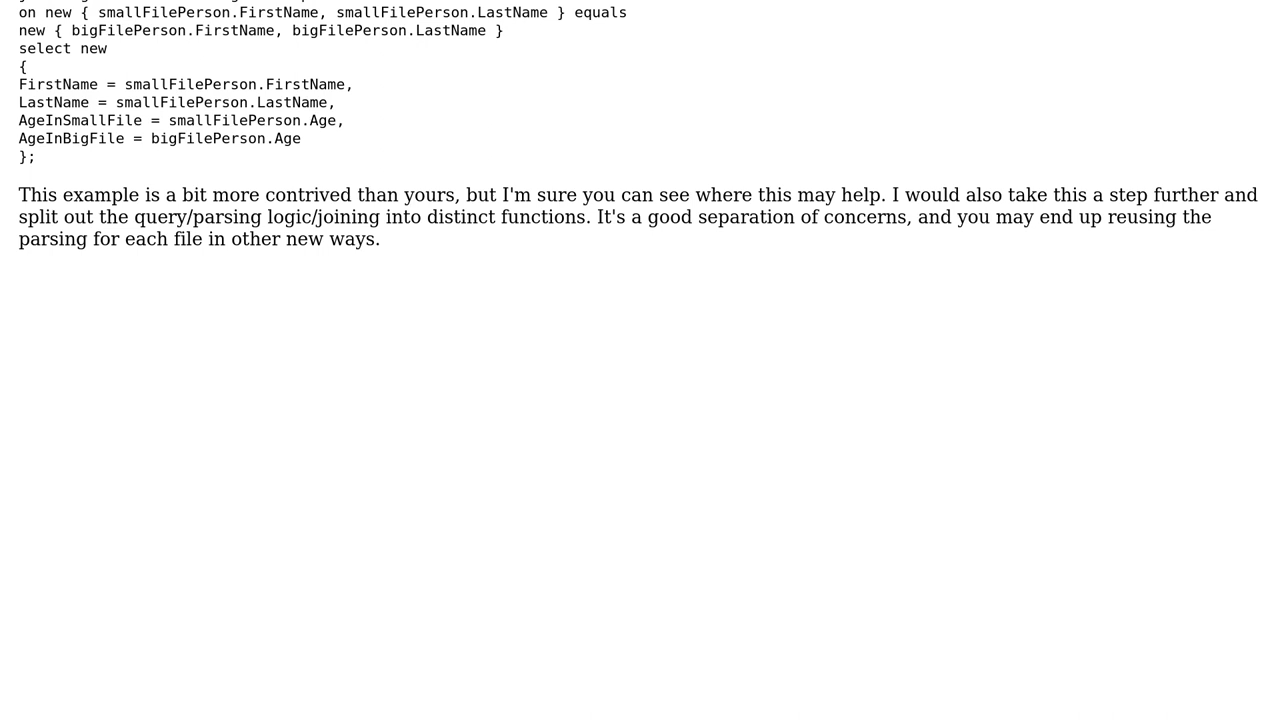 on new { smallFilePerson.FirstName, smallFilePerson.LastName } equals
new { bigFilePerson.FirstName, bigFilePerson.LastName }
select new
{
FirstName = smallFilePerson.FirstName,
LastName = smallFilePerson.LastName,
AgeInSmallFile = smallFilePerson.Age,
AgeInBigFile = bigFilePerson.Age
};
This example is a bit more contrived than yours, but I'm sure you can see where this may help. I would also take this a step further and
split out the query/parsing logic/joining into distinct functions. It's a good separation of concerns, and you may end up reusing the
parsing for each file in other new ways.